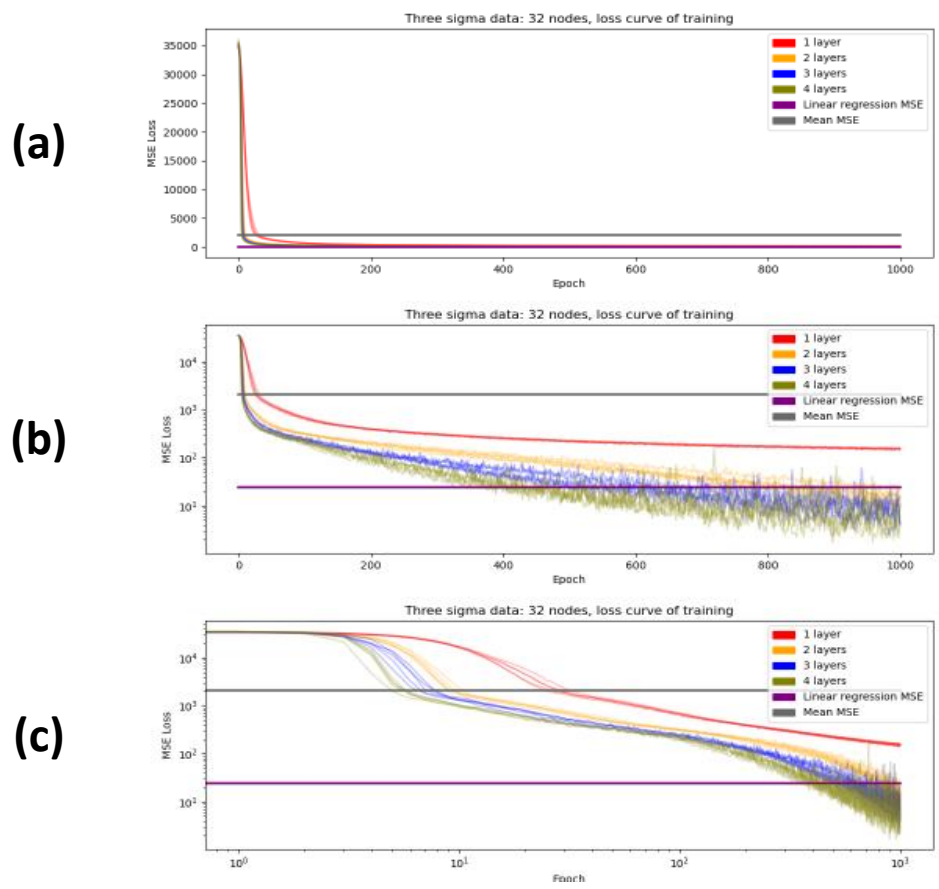 (a)
Three sigma data: 32 nodes, loss curve of training
MSE Loss
35000
30000
25000
20000
15000
10000
5000
0
1 layer
2 layers
3 layers
4 layers
Linear regression MSE
Mean MSE
0 200 400 600 800 1000
Epoch
(b)
Three sigma data: 32 nodes, loss curve of training
MSE Loss
10⁴
10³
10²
10¹
1 layer
2 layers
3 layers
4 layers
Linear regression MSE
Mean MSE
0 200 400 600 800 1000
Epoch
(c)
Three sigma data: 32 nodes, loss curve of training
MSE Loss
10⁴
10³
10²
10¹
1 layer
2 layers
3 layers
4 layers
Linear regression MSE
Mean MSE
10⁰ 10¹ 10² 10³
Epoch